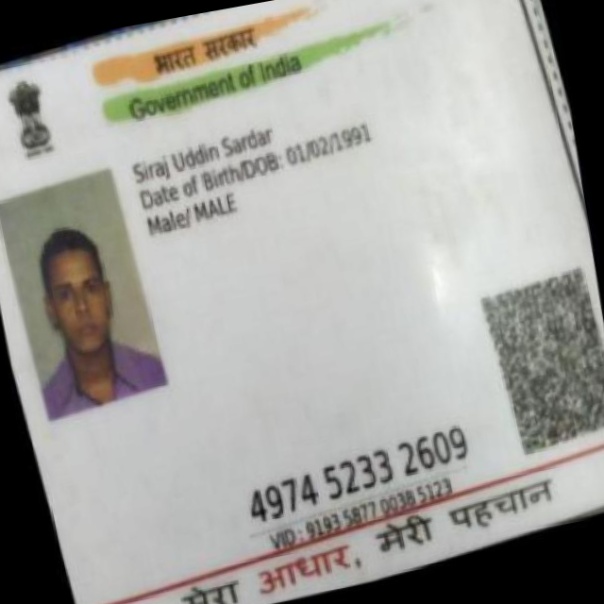 भारत सरकार
Government of India
Siraj Uddin Sardar
Date of Birth/DOB: 01/02/1991
Male/ MALE
4974 5233 2609
VID: 9193 5877 0038 5123
मेरा आधार, मेरी पहचान